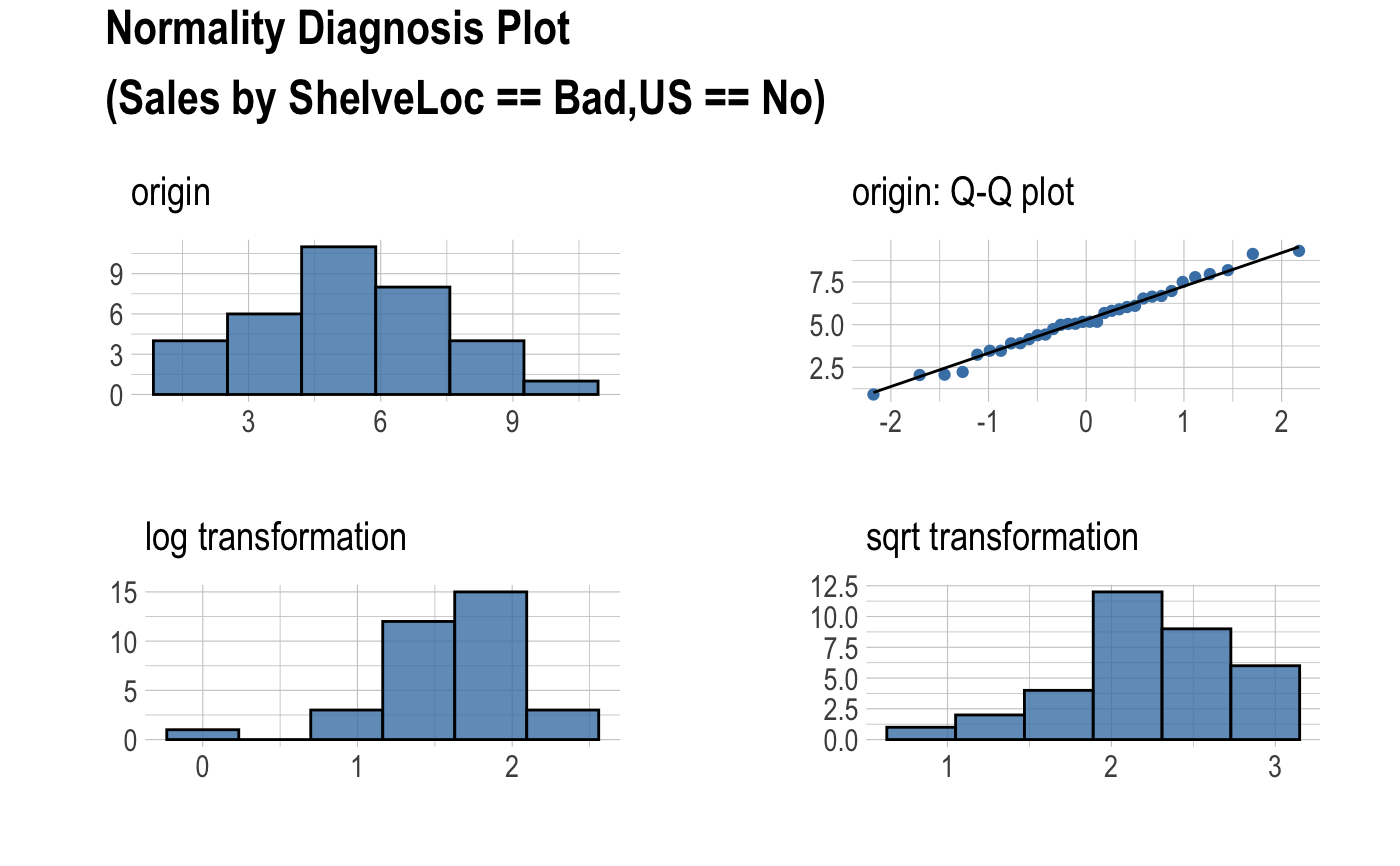 Normality Diagnosis Plot
(Sales by ShelveLoc == Bad,US == No)
origin
9
6
3
0
3 6 9
origin: Q-Q plot
7.5
5.0
2.5
-2 -1 0 1 2
log transformation
15
10
5
0
0 1 2
sqrt transformation
12.5
10.0
7.5
5.0
2.5
0.0
1 2 3